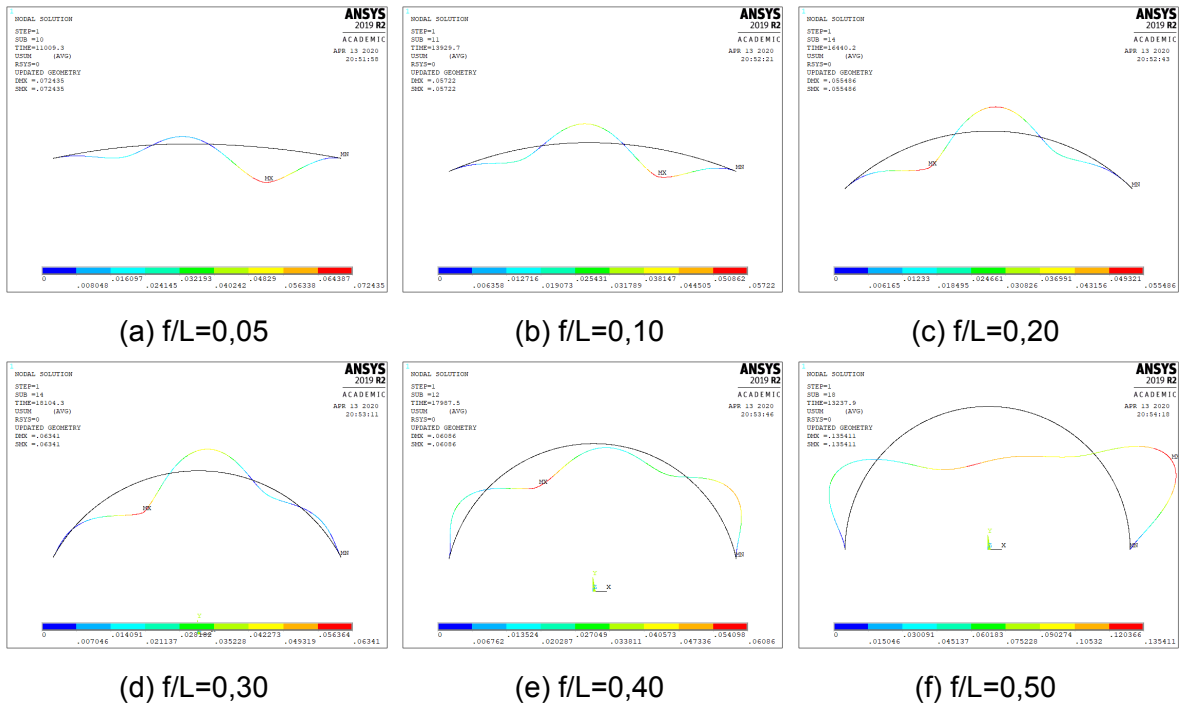 1
NODAL SOLUTION
STEP=1
SUB =10
TIME=11009.3
USUM (AVG)
RSYS=0
UPDATED GEOMETRY
DMX =.072435
SMX =.072435
ANSYS
2019 R2
ACADEMIC
APR 13 2020
20:51:58
MN
MX
0 .016097 .032193 .04829 .064387
.008048 .024145 .040242 .056338 .072435
(a) f/L=0,05
1
NODAL SOLUTION
STEP=1
SUB =11
TIME=13929.7
USUM (AVG)
RSYS=0
UPDATED GEOMETRY
DMX =.05722
SMX =.05722
ANSYS
2019 R2
ACADEMIC
APR 13 2020
20:52:21
MN
MX
0 .012716 .025431 .038147 .050862
.006358 .019073 .031789 .044505 .05722
(b) f/L=0,10
1
NODAL SOLUTION
STEP=1
SUB =14
TIME=16440.2
USUM (AVG)
RSYS=0
UPDATED GEOMETRY
DMX =.055486
SMX =.055486
ANSYS
2019 R2
ACADEMIC
APR 13 2020
20:52:43
MX
MN
0 .01233 .024661 .036991 .049321
.006165 .018495 .030826 .043156 .055486
(c) f/L=0,20
1
NODAL SOLUTION
STEP=1
SUB =14
TIME=18104.3
USUM (AVG)
RSYS=0
UPDATED GEOMETRY
DMX =.06341
SMX =.06341
ANSYS
2019 R2
ACADEMIC
APR 13 2020
20:53:11
MX
MN
Y
0 .014091 .028182 .042273 .056364
.007046 .021137 .035228 .049319 .06341
(d) f/L=0,30
1
NODAL SOLUTION
STEP=1
SUB =12
TIME=17987.5
USUM (AVG)
RSYS=0
UPDATED GEOMETRY
DMX =.06086
SMX =.06086
ANSYS
2019 R2
ACADEMIC
APR 13 2020
20:53:46
MX
MN
Y
Z X
0 .013524 .027049 .040573 .054098
.006762 .020287 .033811 .047336 .06086
(e) f/L=0,40
1
NODAL SOLUTION
STEP=1
SUB =18
TIME=13237.9
USUM (AVG)
RSYS=0
UPDATED GEOMETRY
DMX =.135411
SMX =.135411
ANSYS
2019 R2
ACADEMIC
APR 13 2020
20:54:18
MX
Y
Z X
MN
0 .030091 .060183 .090274 .120366
.015046 .045137 .075228 .10532 .135411
(f) f/L=0,50